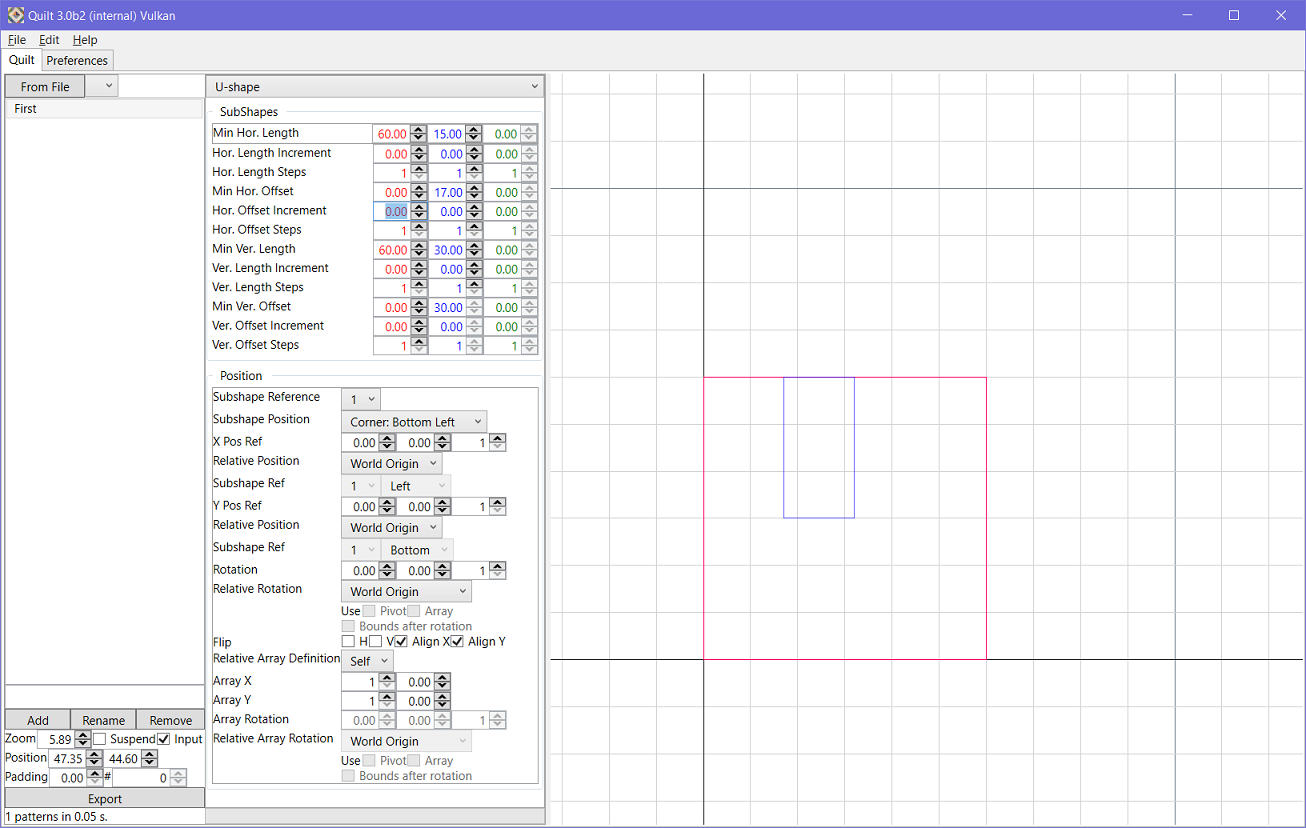 Quilt 3.0b2 (internal) Vulkan
File Edit Help
Quilt Preferences
From File
First
U-shape
SubShapes
Min Hor. Length 60.00 15.00 0.00
Hor. Length Increment 0.00 0.00 0.00
Hor. Length Steps 1 1 1
Min Hor. Offset 0.00 17.00 0.00
Hor. Offset Increment 0.00 0.00 0.00
Hor. Offset Steps 1 1 1
Min Ver. Length 60.00 30.00 0.00
Ver. Length Increment 0.00 0.00 0.00
Ver. Length Steps 1 1 1
Min Ver. Offset 0.00 30.00 0.00
Ver. Offset Increment 0.00 0.00 0.00
Ver. Offset Steps 1 1 1
Position
Subshape Reference 1
Subshape Position Corner: Bottom Left
X Pos Ref 0.00 0.00 1
Relative Position World Origin
Subshape Ref 1 Left
Y Pos Ref 0.00 0.00 1
Relative Position World Origin
Subshape Ref 1 Bottom
Rotation 0.00 0.00 1
Relative Rotation World Origin
Use Pivot Array
Bounds after rotation
Flip H V Align X Align Y
Relative Array Definition Self
Array X 1 0.00
Array Y 1 0.00
Array Rotation 0.00 0.00 1
Relative Array Rotation World Origin
Use Pivot Array
Bounds after rotation
Add Rename Remove
Zoom 5.89 Suspend Input
Position 47.35 44.60
Padding 0.00 # 0
Export
1 patterns in 0.05 s.